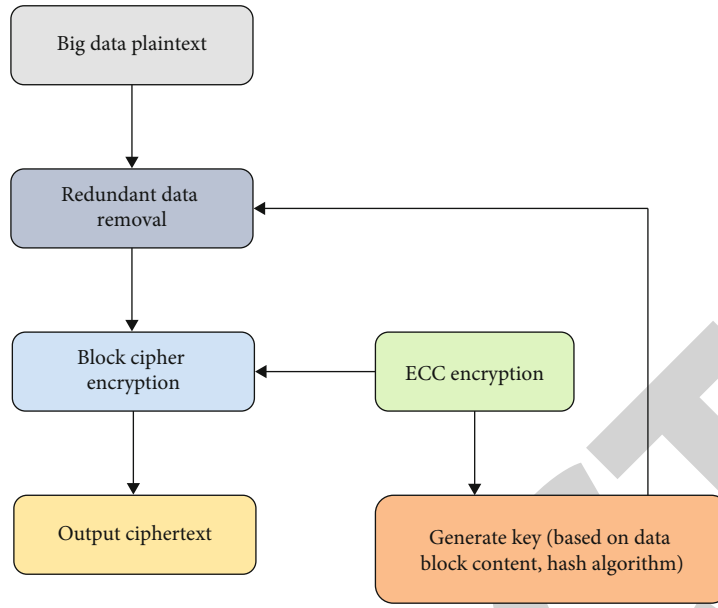 Big data plaintext
Redundant data
removal
Block cipher
encryption
ECC encryption
Output ciphertext
Generate key (based on data
block content, hash algorithm)